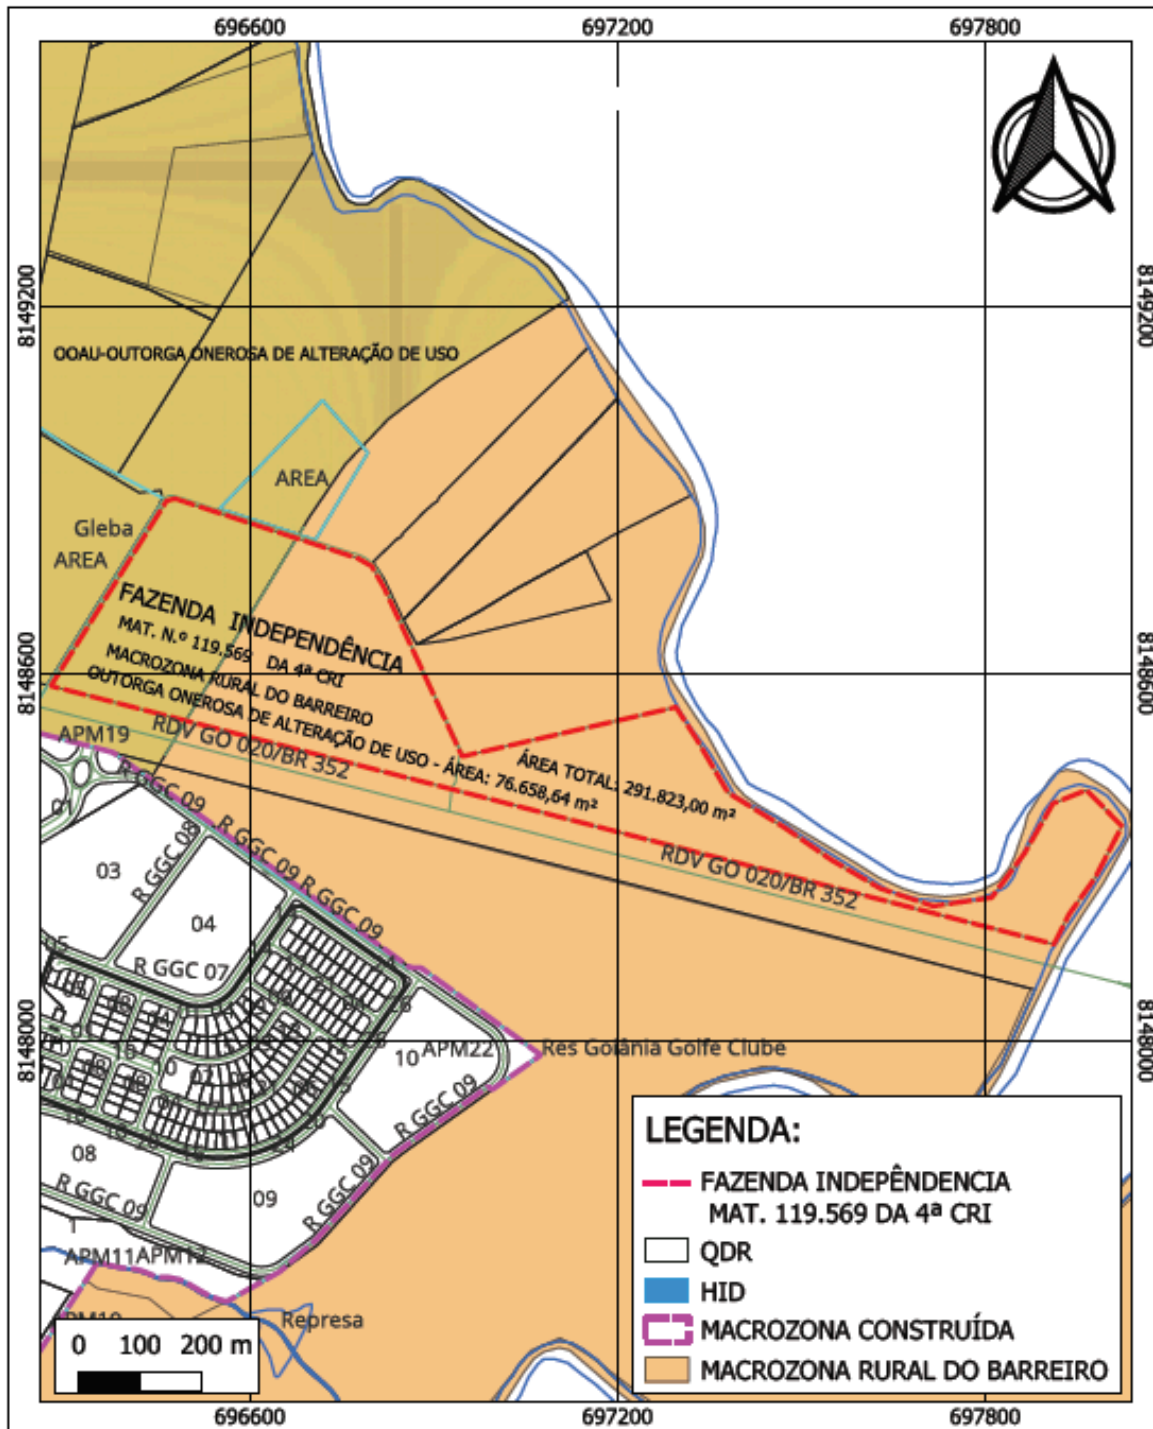 696600
697200
697800
8149200
8149200
OOAU-OUTORGA ONEROSA DE ALTERAÇÃO DE USO
AREA
Gleba
AREA
FAZENDA INDEPENDÊNCIA
MAT. N.º 119.569 DA 4ª CRI
MACROZONA RURAL DO BARREIRO
OUTORGA ONEROSA DE ALTERAÇÃO DE USO - ÁREA: 76.658,64 m²
ÁREA TOTAL: 291.823,00 m²
8148600
8148600
APM19
RDV GO 020/BR 352
RDV GO 020/BR 352
R GGC 09
R GGC 09
R GGC 09
R GGC 08
01
03
04
05
R GGC 07
8148000
8148000
10
APM22
Res Goiânia Golfe Clube
R GGC 09
R GGC 09
08
R GGC 09
09
1
APM11
APM12
Represa
0 100 200 m
LEGENDA:
FAZENDA INDEPÊNDENCIA
MAT. 119.569 DA 4ª CRI
QDR
HID
MACROZONA CONSTRUÍDA
MACROZONA RURAL DO BARREIRO
696600
697200
697800